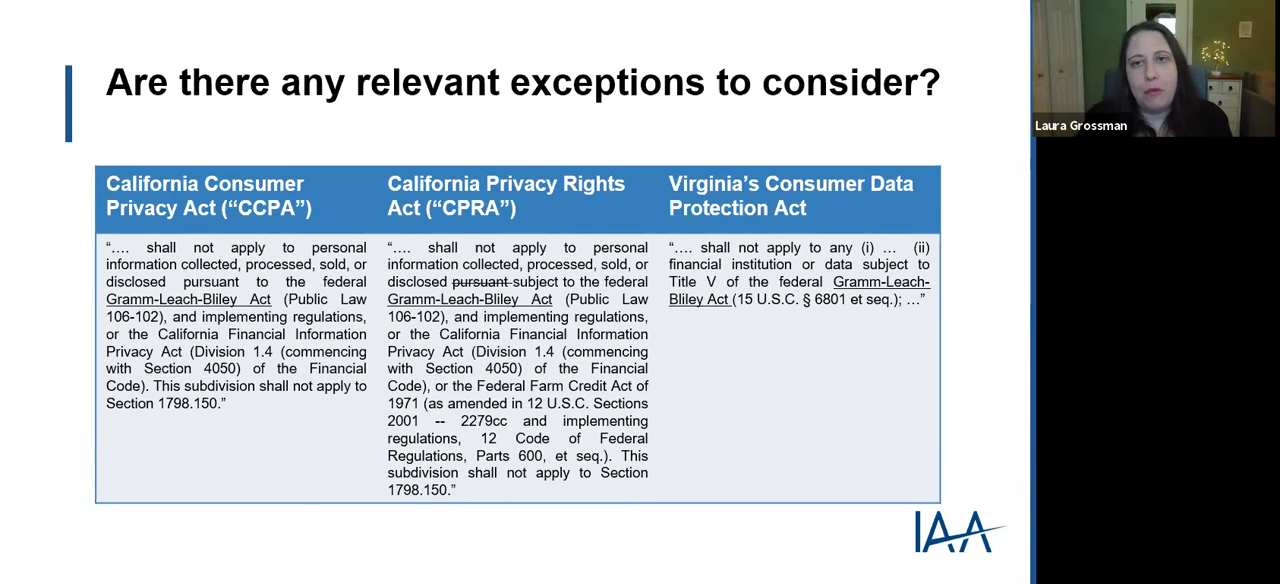 Are there any relevant exceptions to consider?
Laura Grossman
California Consumer
Privacy Act (“CCPA”)
“…. shall not apply to personal
information collected, processed, sold, or
disclosed pursuant to the federal
Gramm-Leach-Bliley Act (Public Law
106-102), and implementing regulations,
or the California Financial Information
Privacy Act (Division 1.4 (commencing
with Section 4050) of the Financial
Code). This subdivision shall not apply to
Section 1798.150.”
California Privacy Rights
Act (“CPRA”)
“…. shall not apply to personal
information collected, processed, sold, or
disclosed pursuant subject to the federal
Gramm-Leach-Bliley Act (Public Law
106-102), and implementing regulations,
or the California Financial Information
Privacy Act (Division 1.4 (commencing
with Section 4050) of the Financial
Code), or the Federal Farm Credit Act of
1971 (as amended in 12 U.S.C. Sections
2001 -- 2279cc and implementing
regulations, 12 Code of Federal
Regulations, Parts 600, et seq.). This
subdivision shall not apply to Section
1798.150.”
Virginia’s Consumer Data
Protection Act
“…. shall not apply to any (i) … (ii)
financial institution or data subject to
Title V of the federal Gramm-Leach-
Bliley Act (15 U.S.C. § 6801 et seq.); …”
IAA